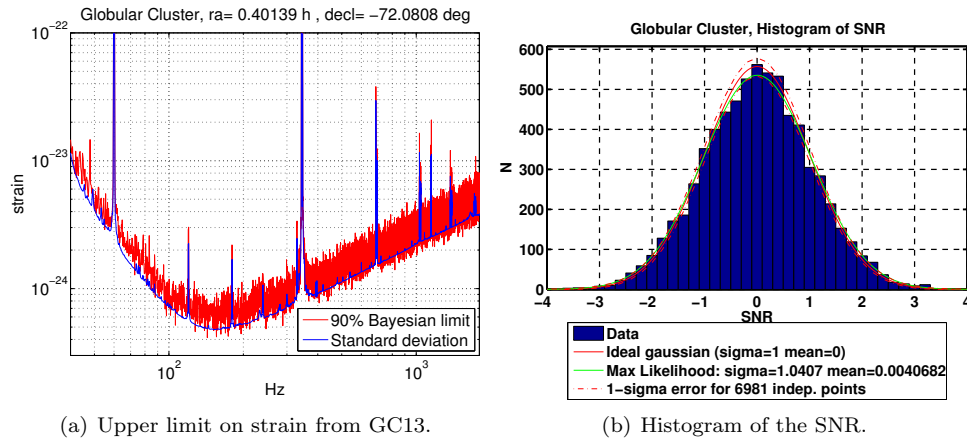 Globular Cluster, ra= 0.40139 h , decl= −72.0808 deg
10^−22
10^−23
10^−24
strain
10^2
10^3
Hz
90% Bayesian limit
Standard deviation
(a) Upper limit on strain from GC13.
Globular Cluster, Histogram of SNR
600
500
400
300
200
100
0
N
−4 −3 −2 −1 0 1 2 3 4
SNR
Data
Ideal gaussian (sigma=1 mean=0)
Max Likelihood: sigma=1.0407 mean=0.0040682
1−sigma error for 6981 indep. points
(b) Histogram of the SNR.